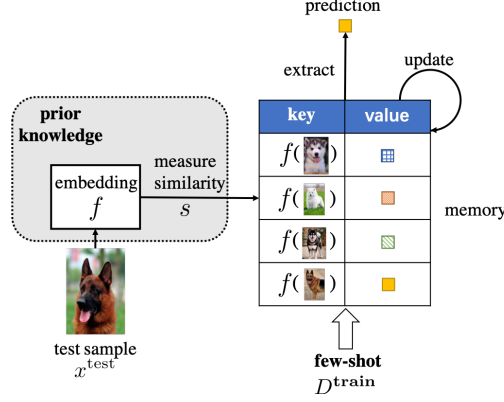 prediction
extract
update
prior
knowledge
key
value
embedding
f
measure
similarity
s
f( )
f( )
f( )
f( )
memory
test sample
x^test
few-shot
D^train